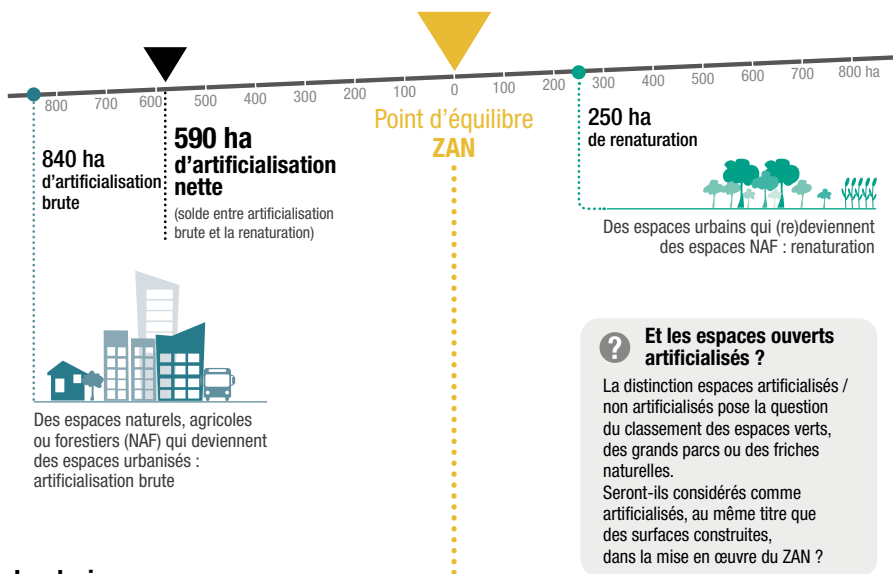 800 700 600 500 400 300 200 100 0 100 200 300 400 500 600 700 800 ha
840 ha
d'artificialisation
brute
590 ha
d'artificialisation
nette
(solde entre artificialisation
brute et la renaturation)
Point d'équilibre
ZAN
250 ha
de renaturation
Des espaces urbains qui (re)deviennent
des espaces NAF : renaturation
Des espaces naturels, agricoles
ou forestiers (NAF) qui deviennent
des espaces urbanisés :
artificialisation brute
?
Et les espaces ouverts
artificialisés ?
La distinction espaces artificialisés /
non artificialisés pose la question
du classement des espaces verts,
des grands parcs ou des friches
naturelles.
Seront-ils considérés comme
artificialisés, au même titre que
des surfaces construites,
dans la mise en œuvre du ZAN ?